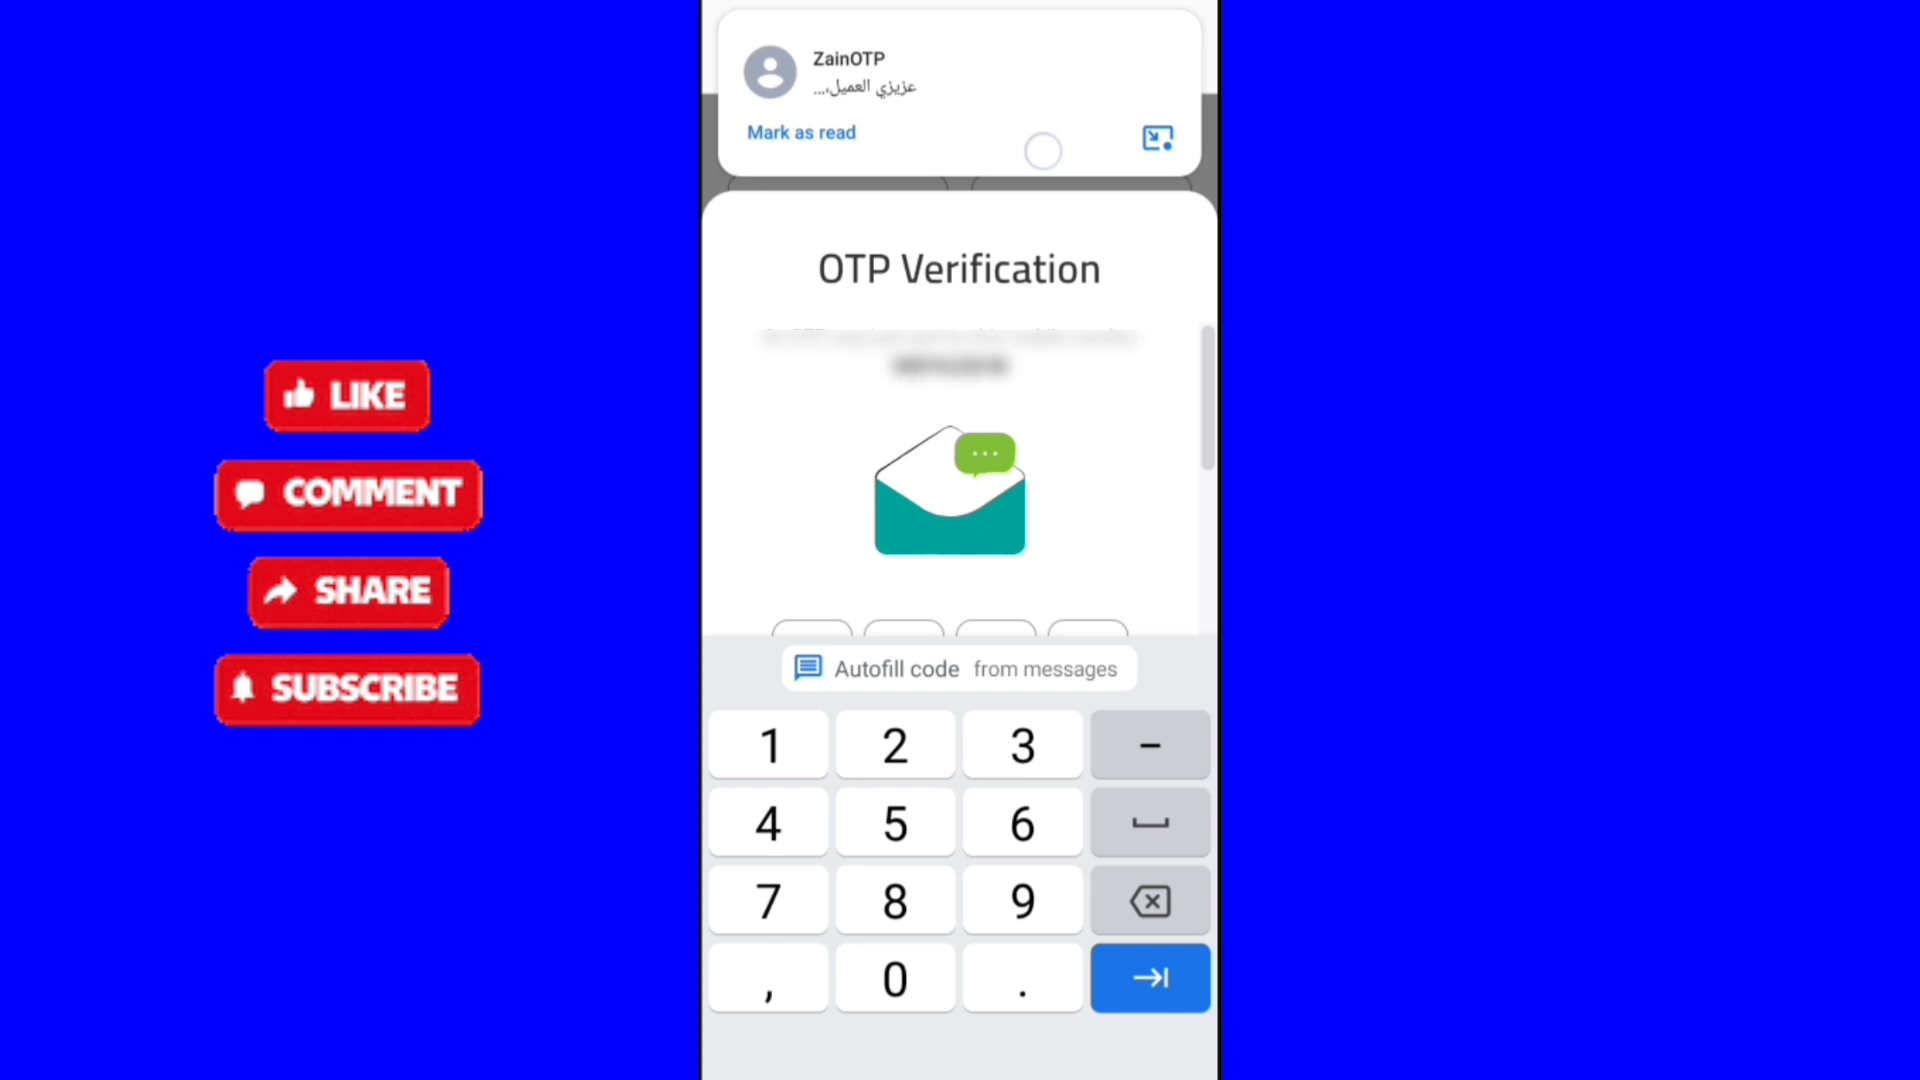 ZainOTP
عزيزي العميل،...
Mark as read
OTP Verification
LIKE
COMMENT
SHARE
SUBSCRIBE
Autofill code from messages
1 2 3 -
4 5 6
7 8 9
, 0 .